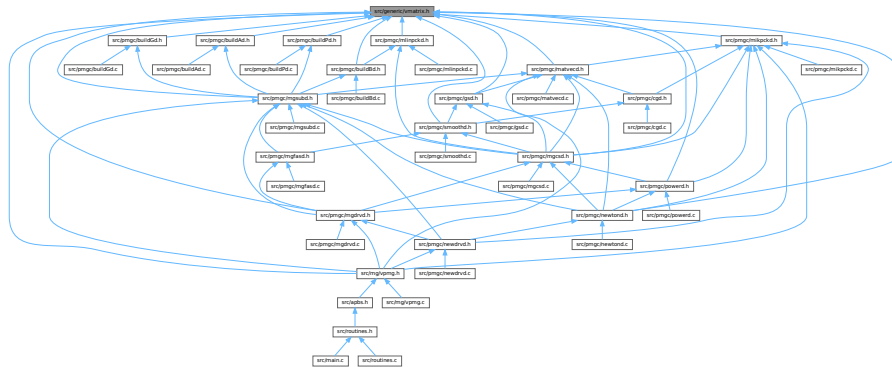 src/generic/vmatrix.h
src/pmgc/buildGd.h
src/pmgc/buildAd.h
src/pmgc/buildPd.h
src/pmgc/mlinpckd.h
src/pmgc/mikpckd.h
src/pmgc/buildGd.c
src/pmgc/buildAd.c
src/pmgc/buildPd.c
src/pmgc/buildBd.h
src/pmgc/mlinpckd.c
src/pmgc/matvecd.h
src/pmgc/mikpckd.c
src/pmgc/mgsubd.h
src/pmgc/buildBd.c
src/pmgc/gsd.h
src/pmgc/matvecd.c
src/pmgc/cgd.h
src/pmgc/mgsubd.c
src/pmgc/smoothd.h
src/pmgc/gsd.c
src/pmgc/cgd.c
src/pmgc/mgfasd.h
src/pmgc/smoothd.c
src/pmgc/mgcsd.h
src/pmgc/mgfasd.c
src/pmgc/mgcsd.c
src/pmgc/powerd.h
src/pmgc/mgdrvd.h
src/pmgc/newtond.h
src/pmgc/powerd.c
src/pmgc/mgdrvd.c
src/pmgc/newdrvd.h
src/pmgc/newtond.c
src/mg/vpmg.h
src/pmgc/newdrvd.c
src/apbs.h
src/mg/vpmg.c
src/routines.h
src/main.c
src/routines.c